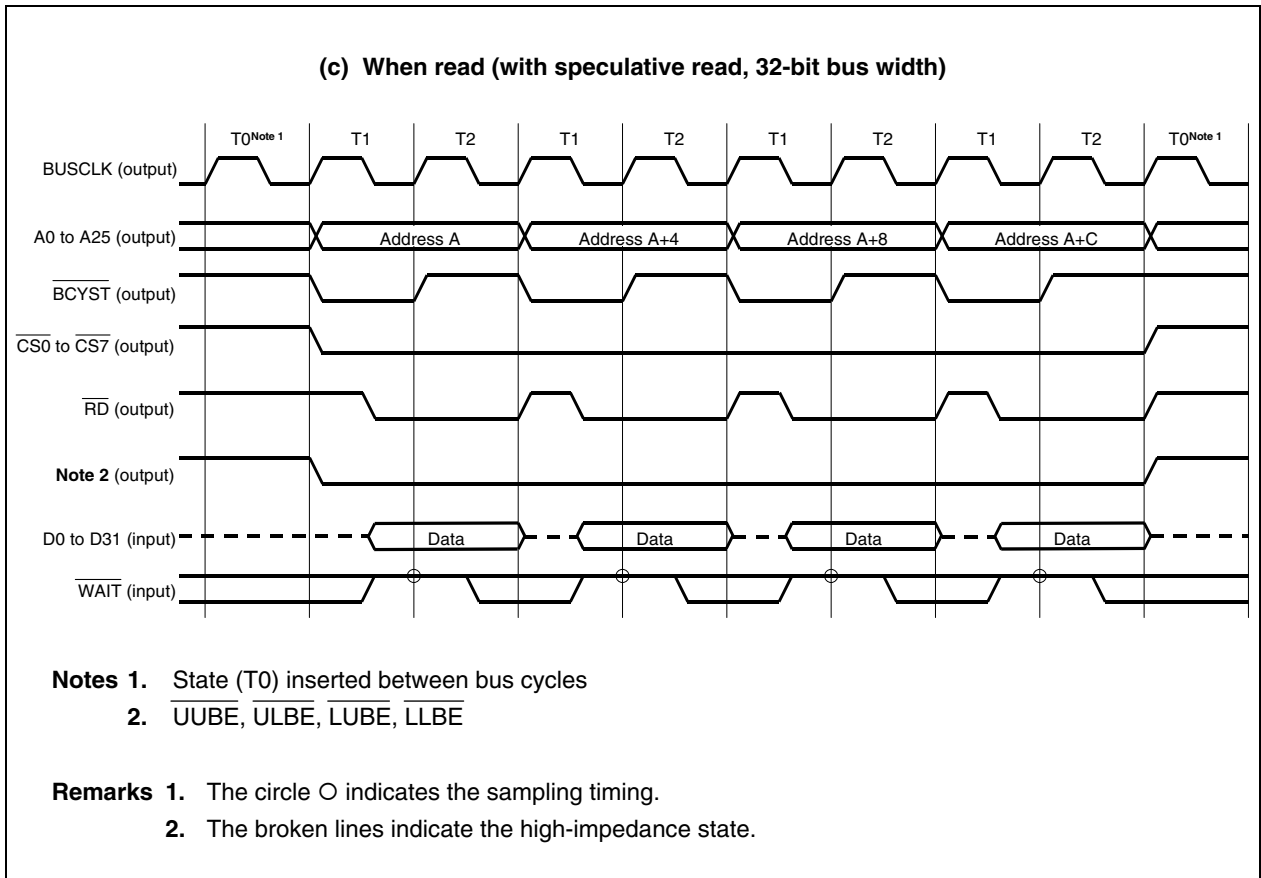 (c) When read (with speculative read, 32-bit bus width)
T0Note 1 T1 T2 T1 T2 T1 T2 T1 T2 T0Note 1
BUSCLK (output)
A0 to A25 (output) Address A Address A+4 Address A+8 Address A+C
BCYST (output)
CS0 to CS7 (output)
RD (output)
Note 2 (output)
D0 to D31 (input) Data Data Data Data
WAIT (input)
Notes 1. State (T0) inserted between bus cycles
2. UUBE, ULBE, LUBE, LLBE
Remarks 1. The circle O indicates the sampling timing.
2. The broken lines indicate the high-impedance state.